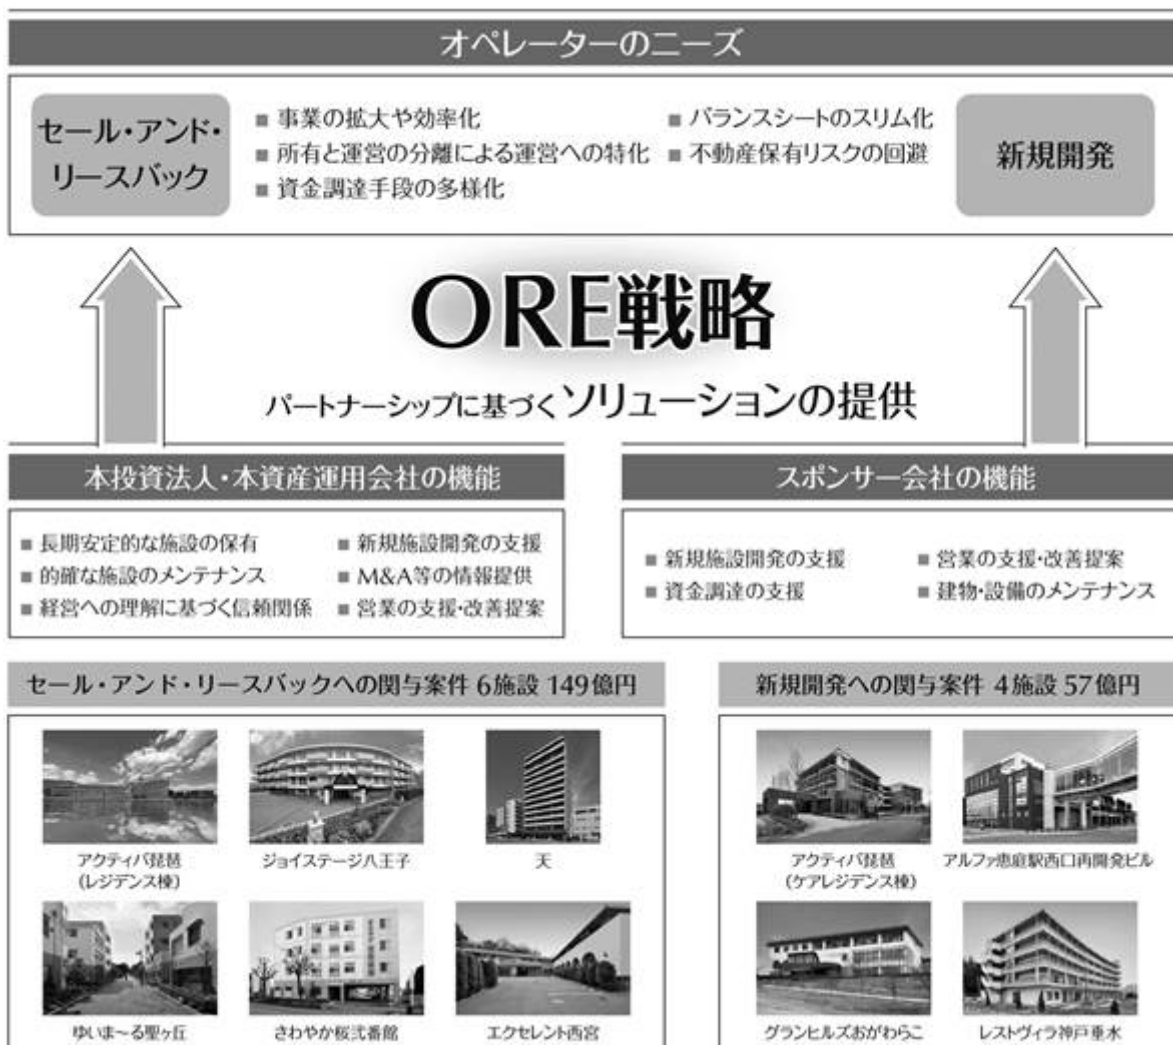 オペレーターのニーズ
セール・アンド・
リースバック
■ 事業の拡大や効率化
■ 所有と運営の分離による運営への特化
■ 資金調達手段の多様化
■ バランスシートのスリム化
■ 不動産保有リスクの回避
新規開発
ORE戦略
パートナーシップに基づくソリューションの提供
本投資法人・本資産運用会社の機能
■ 長期安定的な施設の保有
■ 的確な施設のメンテナンス
■ 経営への理解に基づく信頼関係
■ 新規施設開発の支援
■ M&A等の情報提供
■ 営業の支援・改善提案
スポンサー会社の機能
■ 新規施設開発の支援
■ 資金調達の支援
■ 営業の支援・改善提案
■ 建物・設備のメンテナンス
セール・アンド・リースバックへの関与案件 6施設 149億円
アクティバ琵琶
(レジデンス棟)
ジョイステージ八王子
天
ゆいま～る聖ヶ丘
さわやか桜弐番館
エクセレント西宮
新規開発への関与案件 4施設 57億円
アクティバ琵琶
(ケアレジデンス棟)
アルファ恵庭駅西口再開発ビル
グランヒルズおがわらこ
レストヴィラ神戸垂水